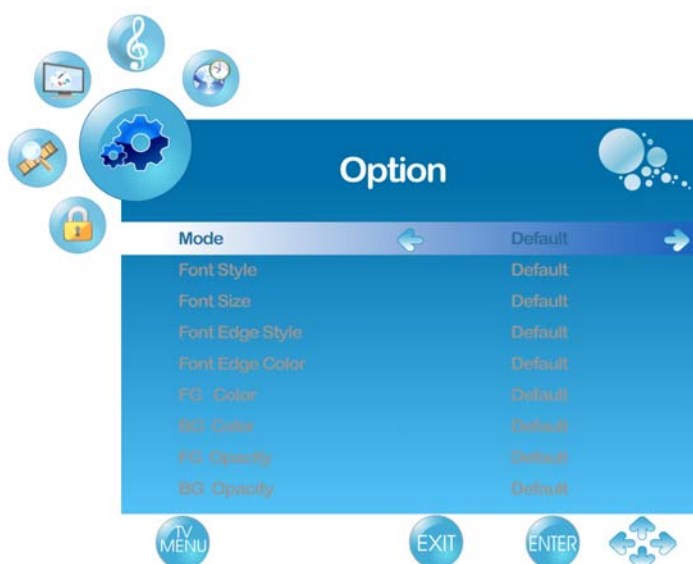 Option
Mode Default
Font Style Default
Font Size Default
Font Edge Style Default
Font Edge Color Default
FG Color Default
BG Color Default
FG Opacity Default
BG Opacity Default
TV MENU EXIT ENTER